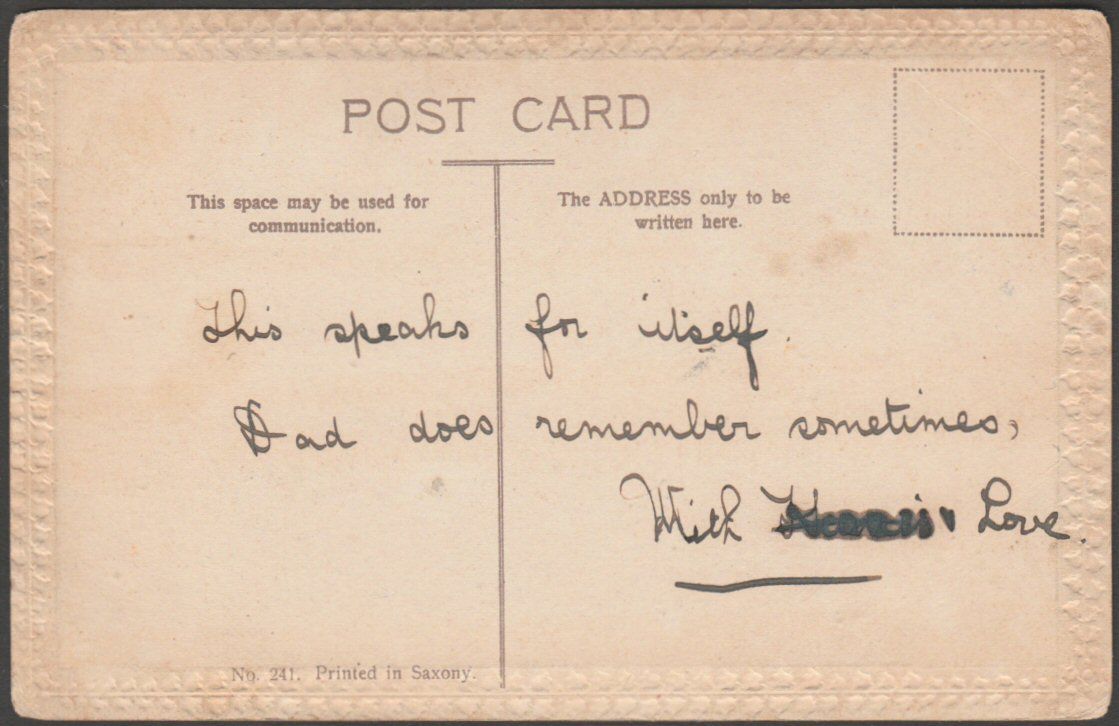 POST CARD
This space may be used for
communication.
The ADDRESS only to be
written here.
This speaks for itself.
Dad does remember sometimes,
With Love.
No. 241. Printed in Saxony.